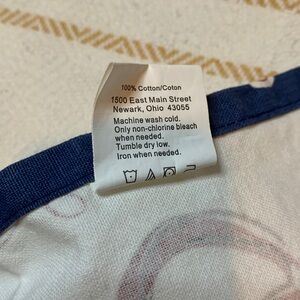 100% Cotton/Coton
1500 East Main Street
Newark, Ohio 43055
Machine wash cold.
Only non-chlorine bleach
when needed.
Tumble dry low.
Iron when needed.